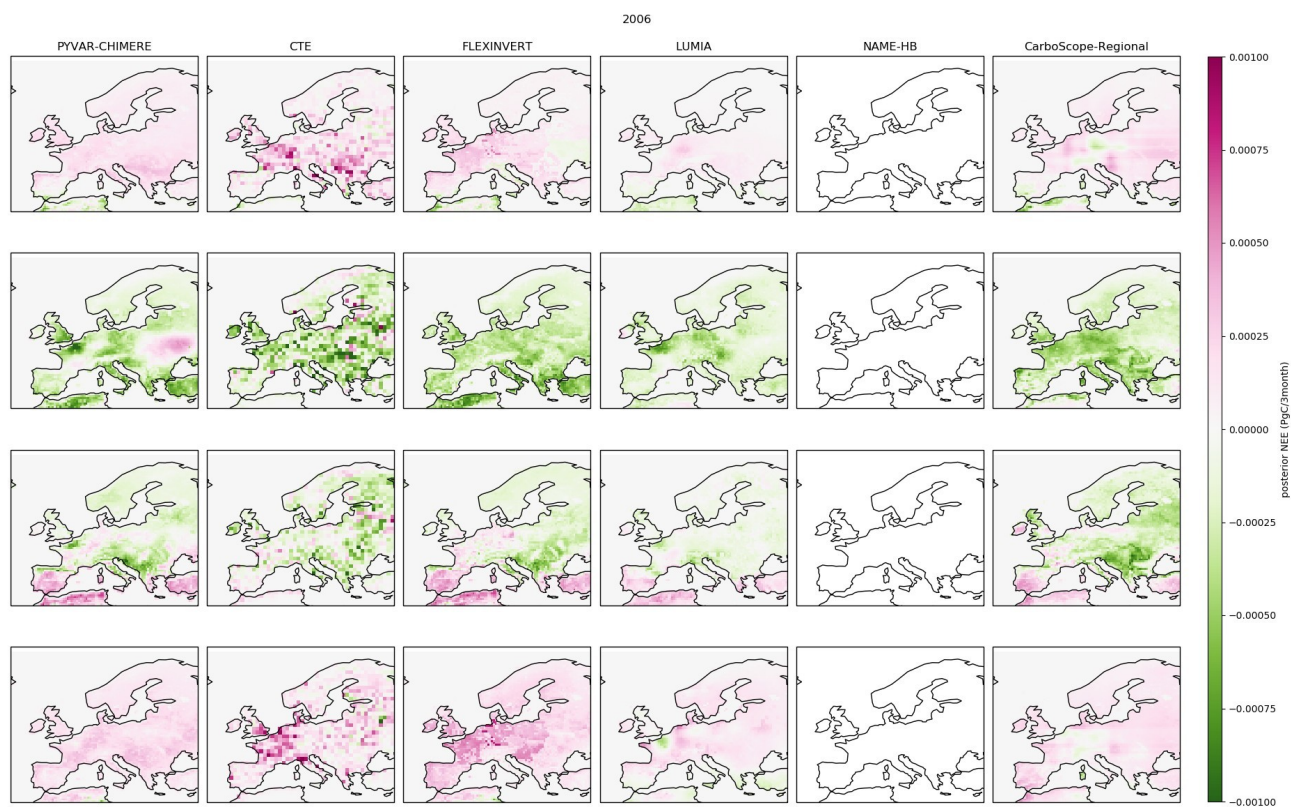 2006
PYVAR-CHIMERE
CTE
FLEXINVERT
LUMIA
NAME-HB
CarboScope-Regional
0.00100
0.00075
0.00050
0.00025
0.00000
−0.00025
−0.00050
−0.00075
−0.00100
posterior NEE (PgC/3month)